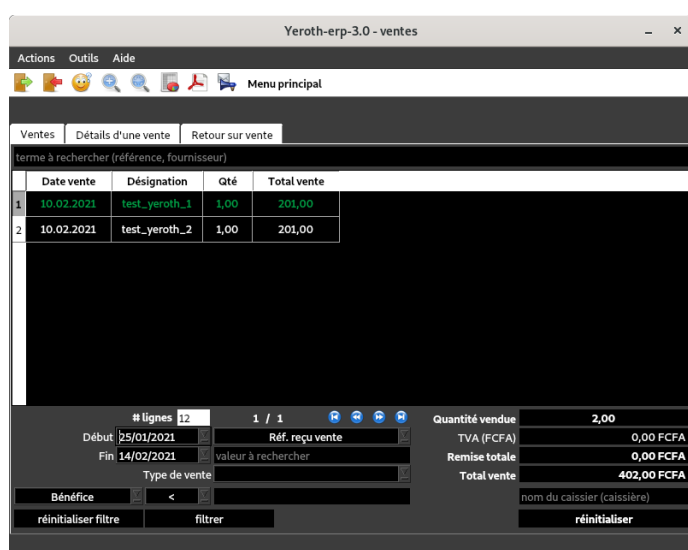 Yeroth-erp-3.0 - ventes
Actions Outils Aide
Menu principal
Ventes Détails d'une vente Retour sur vente
terme à rechercher (référence, fournisseur)
Date vente Désignation Qté Total vente
1 10.02.2021 test_yeroth_1 1,00 201,00
2 10.02.2021 test_yeroth_2 1,00 201,00
# lignes 12 1 / 1 Quantité vendue 2,00
Début 25/01/2021 Réf. reçu vente TVA (FCFA) 0,00 FCFA
Fin 14/02/2021 valeur à rechercher Remise totale 0,00 FCFA
Type de vente Total vente 402,00 FCFA
Bénéfice < nom du caissier (caissière)
réinitialiser filtre filtrer réinitialiser